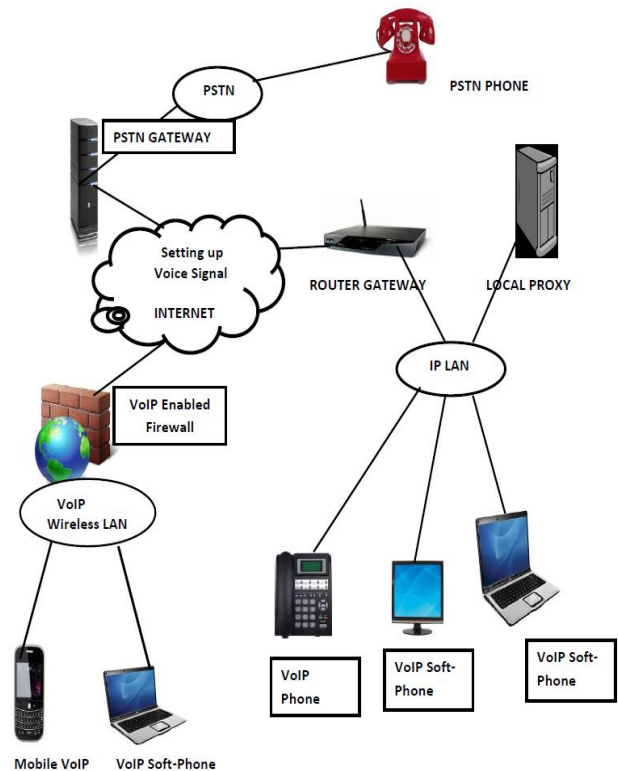 PSTN
PSTN PHONE
PSTN GATEWAY
Setting up
Voice Signal
INTERNET
ROUTER GATEWAY
LOCAL PROXY
IP LAN
VoIP Enabled
Firewall
VoIP
Wireless LAN
VoIP
Phone
VoIP Soft-
Phone
VoIP Soft-
Phone
Mobile VoIP
VoIP Soft-Phone